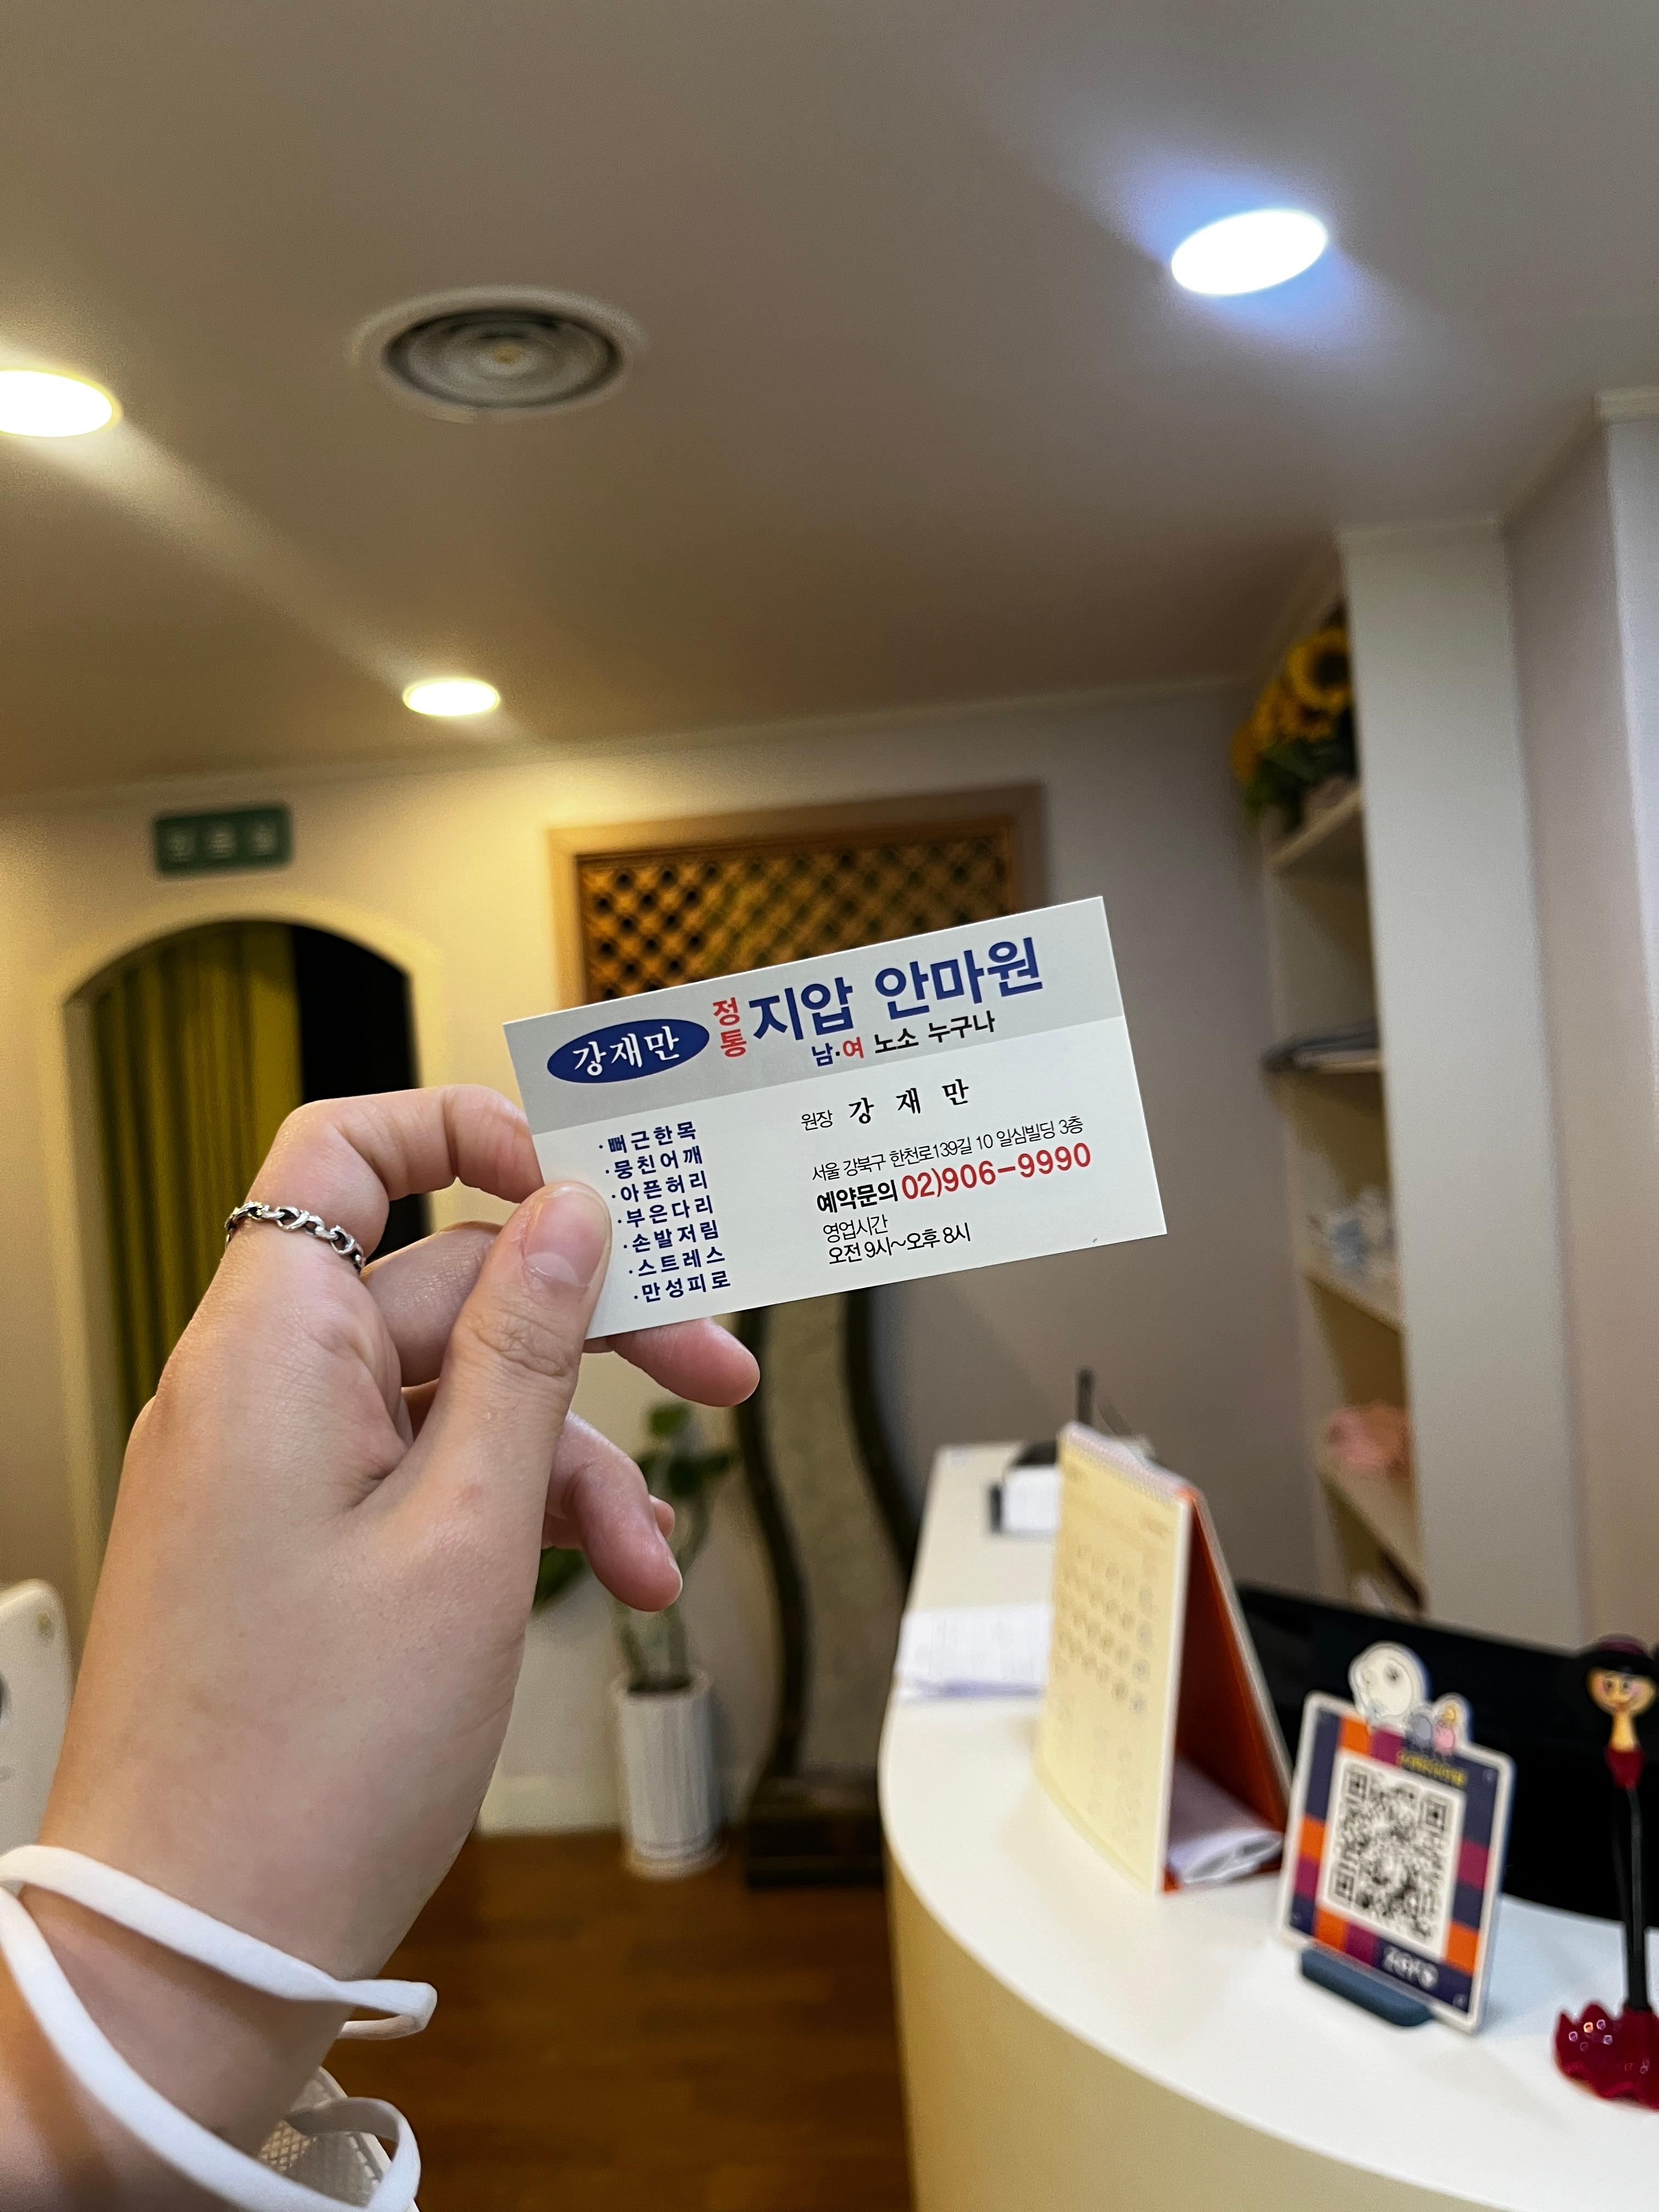 강재만 정통 지압 안마원
남·여 노소 누구나
·뻐근한목
·뭉친어깨
·아픈허리
·부은다리
·손발저림
·스트레스
·만성피로
원장 강 재 만
서울 강북구 한천로139길 10 일심빌딩 3층
예약문의 02)906-9990
영업시간
오전 9시~오후 8시